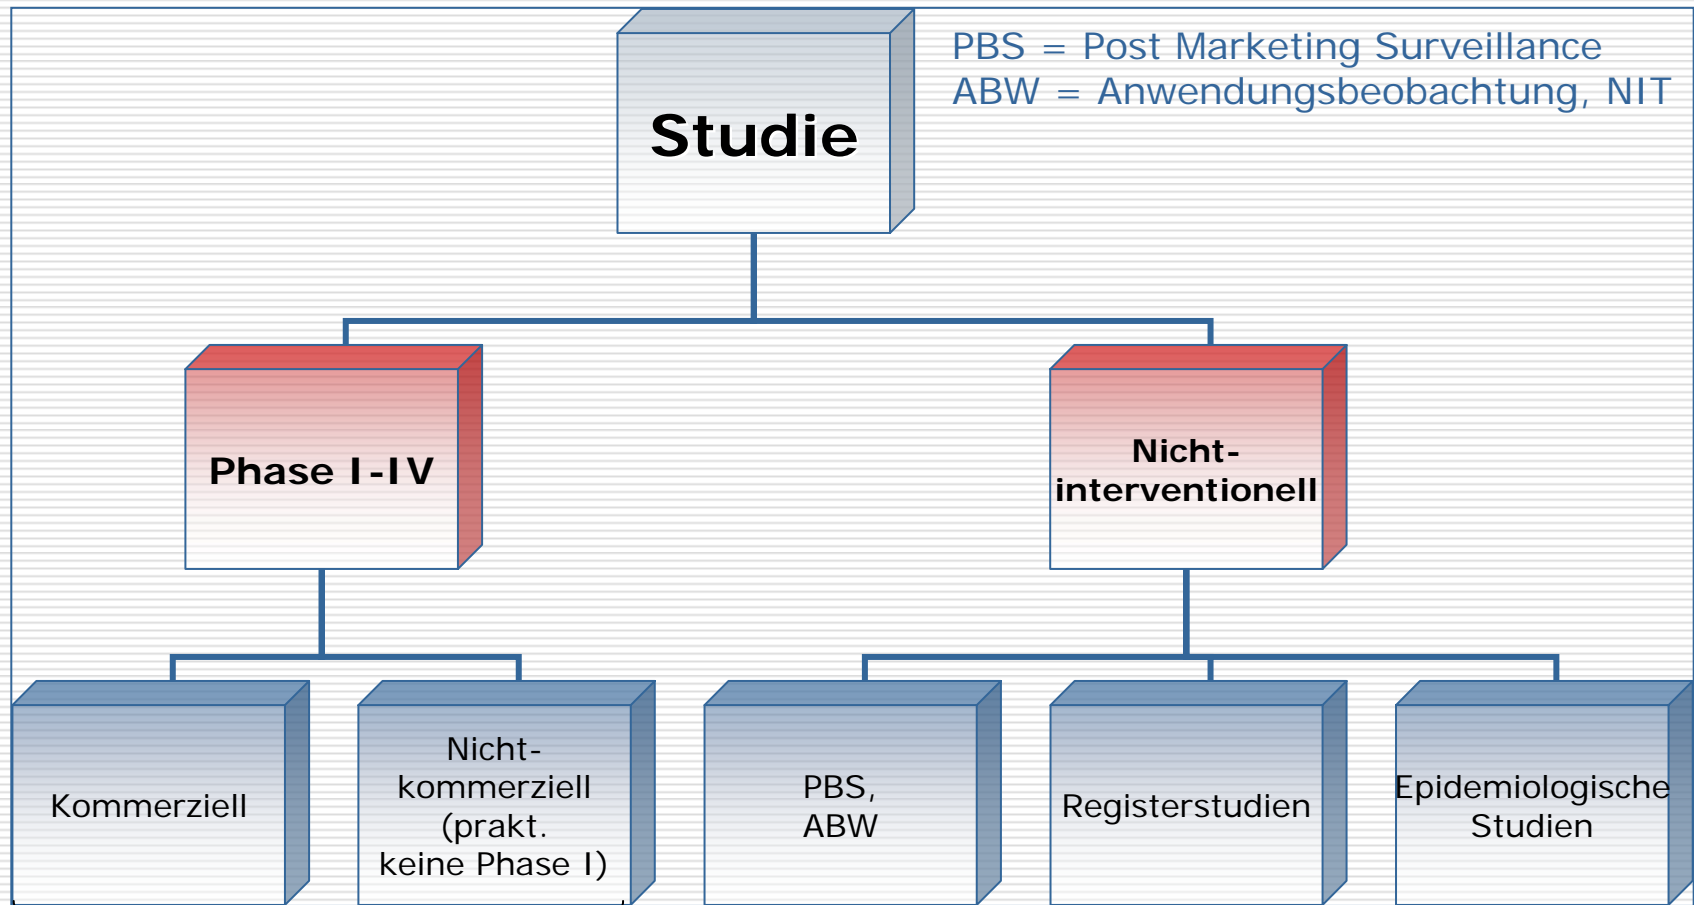 PBS = Post Marketing Surveillance
ABW = Anwendungsbeobachtung, NIT
Studie
Phase I-IV
Nicht-
interventionell
Kommerziell
Nicht-
kommerziell
(prakt.
keine Phase I)
PBS,
ABW
Registerstudien
Epidemiologische
Studien